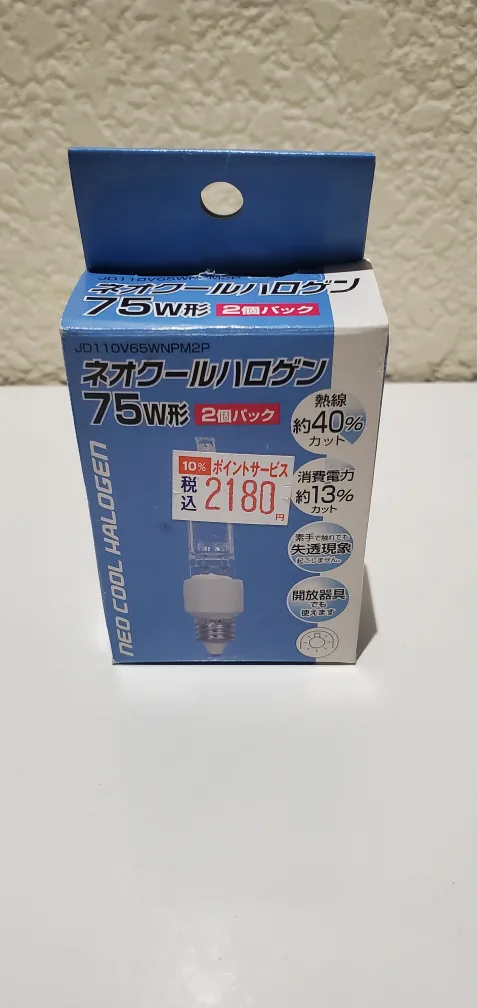 JD110V65WNPM2P
ネオクールハロゲン
75W形 2個パック
JD110V65WNPM2P
ネオクールハロゲン
75W形 2個パック
熱線
約40%
カット
10% ポイントサービス
税込 2180円
消費電力
約13%
カット
素手で触れても
失透現象
起こしません。
開放器具
でも
使えます
NEO COOL HALOGEN